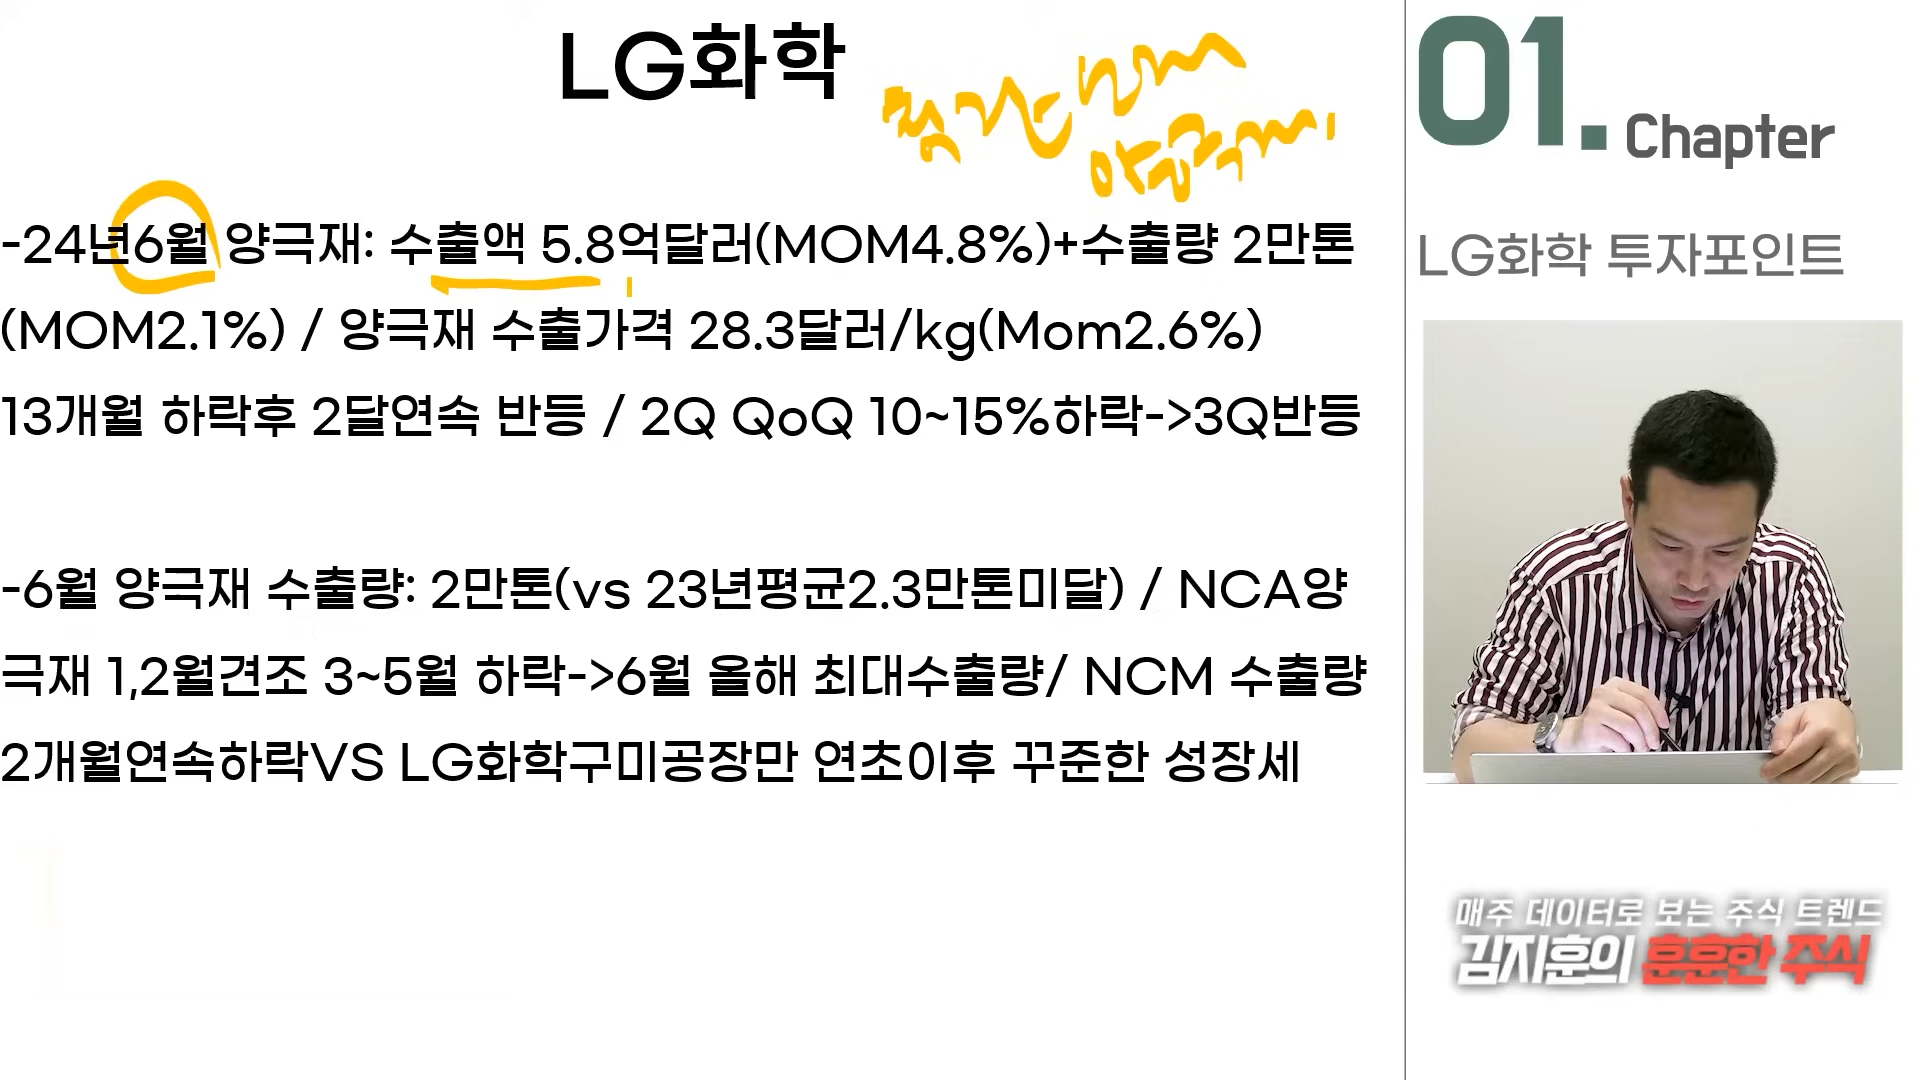 LG화학
-24년6월 양극재: 수출액 5.8억달러(MOM4.8%)+수출량 2만톤
(MOM2.1%) / 양극재 수출가격 28.3달러/kg(Mom2.6%)
13개월 하락후 2달연속 반등 / 2Q QoQ 10~15%하락->3Q반등
-6월 양극재 수출량: 2만톤(vs 23년평균2.3만톤미달) / NCA양
극재 1,2월견조 3~5월 하락->6월 올해 최대수출량/ NCM 수출량
2개월연속하락VS LG화학구미공장만 연초이후 꾸준한 성장세
01. Chapter
LG화학 투자포인트
매주 데이터로 보는 주식 트렌드
김지훈의 훈훈한 주식